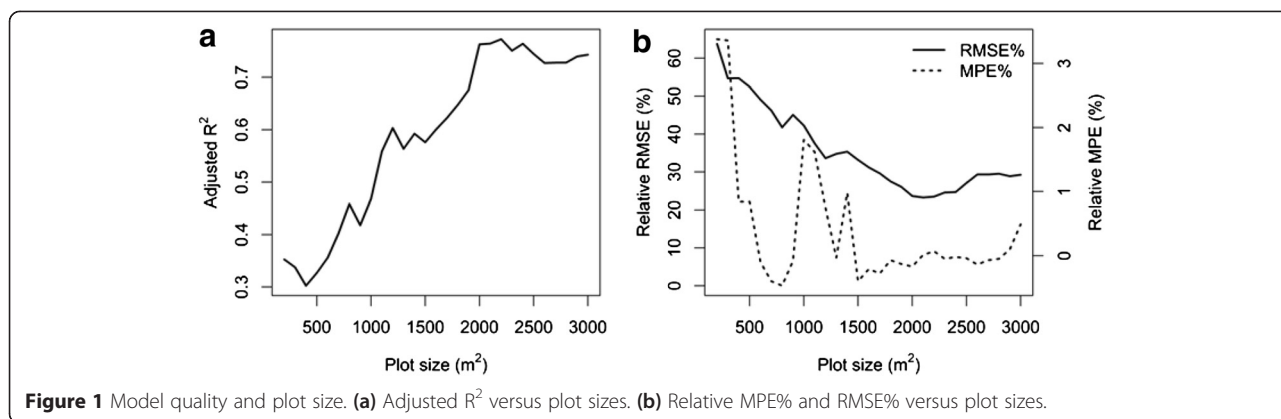 a
Adjusted R²
0.7
0.6
0.5
0.4
0.3
500 1000 1500 2000 2500 3000
Plot size (m²)
b
RMSE%
MPE%
Relative RMSE (%)
60
50
40
30
20
10
0
Relative MPE (%)
3
2
1
0
500 1000 1500 2000 2500 3000
Plot size (m²)
Figure 1 Model quality and plot size. (a) Adjusted R² versus plot sizes. (b) Relative MPE% and RMSE% versus plot sizes.